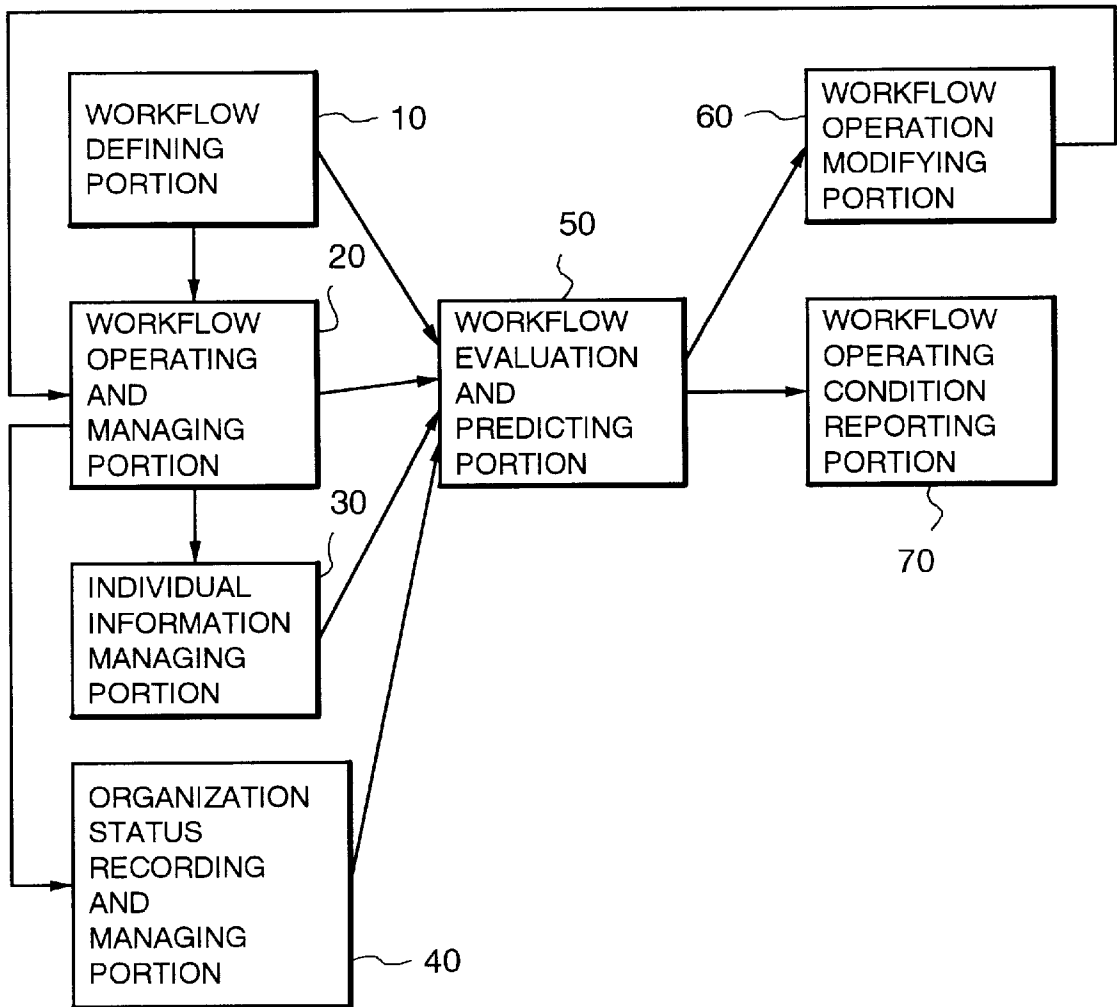 WORKFLOW
DEFINING
PORTION
10
WORKFLOW
OPERATING
AND
MANAGING
PORTION
20
INDIVIDUAL
INFORMATION
MANAGING
PORTION
30
ORGANIZATION
STATUS
RECORDING
AND
MANAGING
PORTION
40
WORKFLOW
EVALUATION
AND
PREDICTING
PORTION
50
WORKFLOW
OPERATION
MODIFYING
PORTION
60
WORKFLOW
OPERATING
CONDITION
REPORTING
PORTION
70